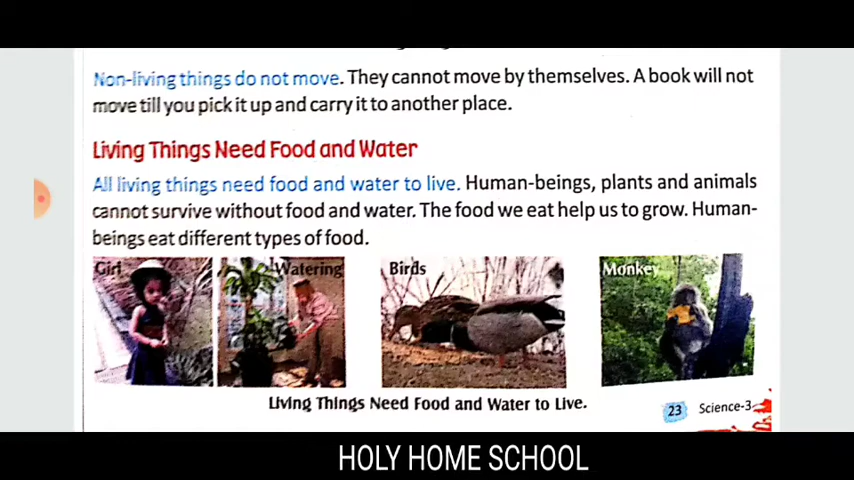 Non-living things do not move. They cannot move by themselves. A book will not
move till you pick it up and carry it to another place.
Living Things Need Food and Water
All living things need food and water to live. Human-beings, plants and animals
cannot survive without food and water. The food we eat help us to grow. Human-
beings eat different types of food.
Girl Watering Birds Monkey
Living Things Need Food and Water to Live.
23 Science-3
HOLY HOME SCHOOL